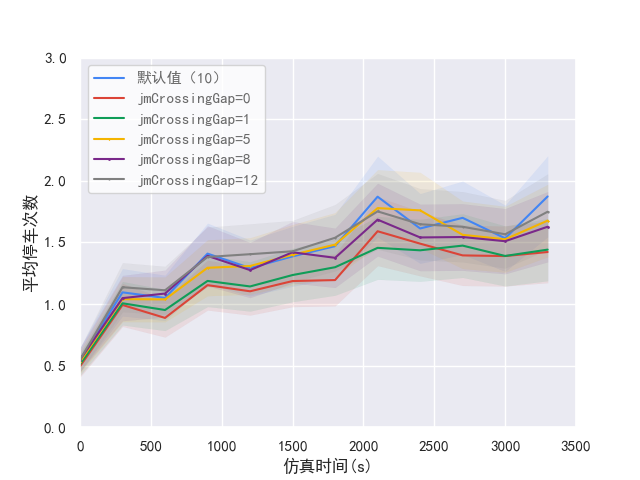 默认值（10）
jmCrossingGap=0
jmCrossingGap=1
jmCrossingGap=5
jmCrossingGap=8
jmCrossingGap=12
平均停车次数
3.0
2.5
2.0
1.5
1.0
0.5
0.0
0 500 1000 1500 2000 2500 3000 3500
仿真时间(s)